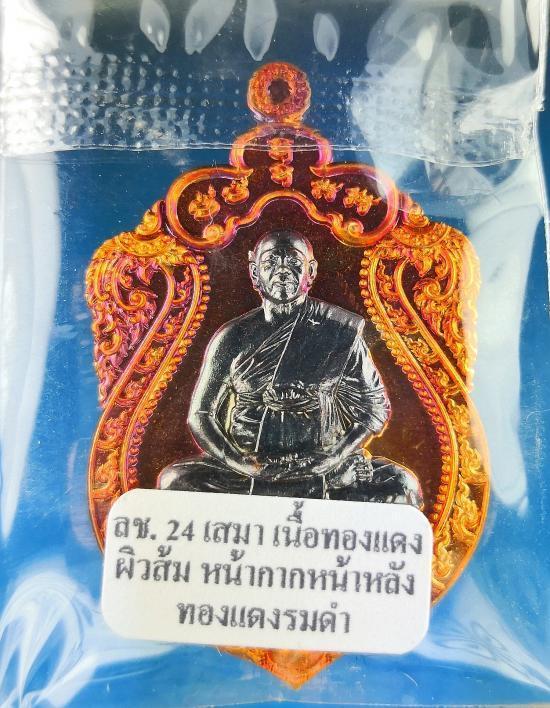 ลช. 24 เสมา เนื้อทองแดง
ผิวส้ม หน้ากากหน้าหลัง
ทองแดงรมดำ